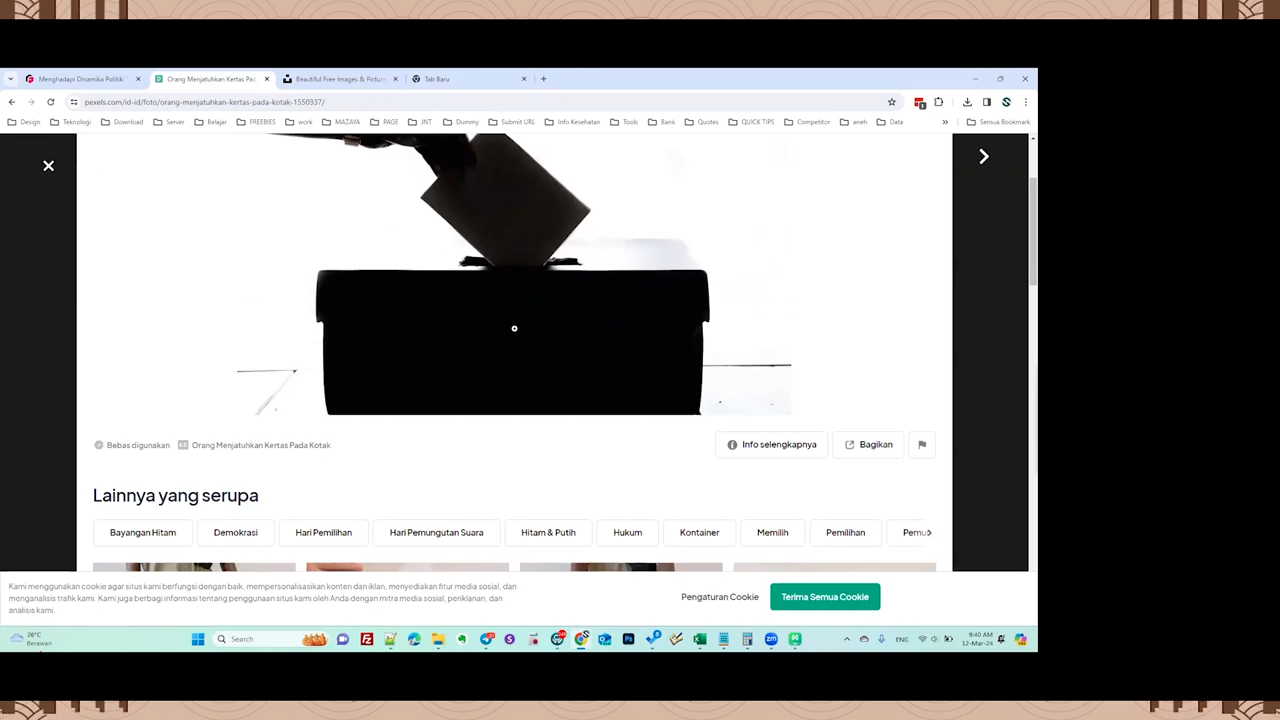 Menghadapi Dinamika Politik:
Orang Menjatuhkan Kertas Pad
Beautiful Free Images & Picture
Tab Baru
pexels.com/id-id/foto/orang-menjatuhkan-kertas-pada-kotak-1550337/
Design Teknologi Download Server Belajar FREEBIES work MAZAYA PAGE JNT Dummy Submit URL Info Kesehatan Tools Bank Quotes QUICK TIPS Competitor aneh Data Semua Bookmark
Bebas digunakan Orang Menjatuhkan Kertas Pada Kotak
Info selengkapnya Bagikan
Lainnya yang serupa
Bayangan Hitam Demokrasi Hari Pemilihan Hari Pemungutan Suara Hitam & Putih Hukum Kontainer Memilih Pemilihan Pemu
Kami menggunakan cookie agar situs kami berfungsi dengan baik, mempersonalisasikan konten dan iklan, menyediakan fitur media sosial, dan
menganalisis trafik kami. Kami juga berbagi informasi tentang penggunaan situs kami oleh Anda dengan mitra media sosial, periklanan, dan
analisis kami.
Pengaturan Cookie Terima Semua Cookie
26°C
Berawan
Search
ENG
9:40 AM
12-Mar-24